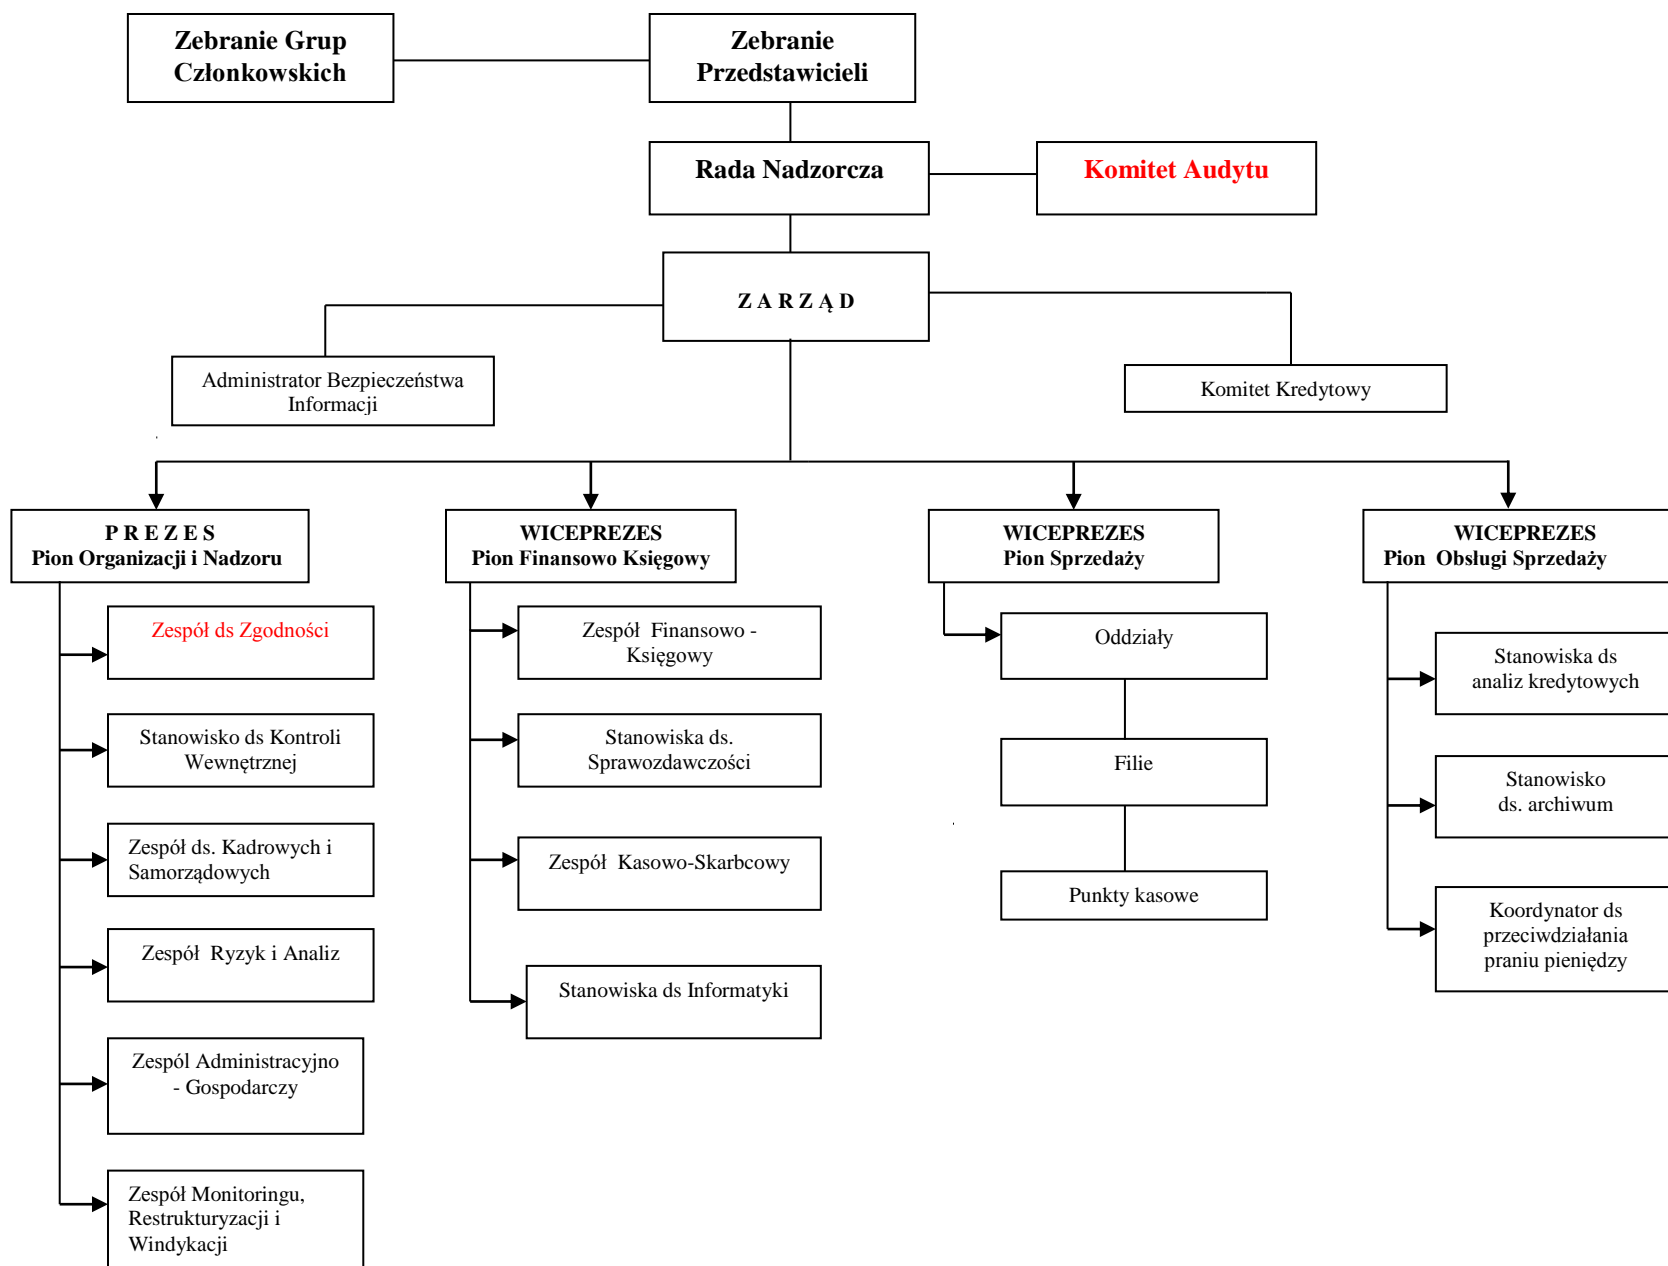 Zebranie Grup
Członkowskich
Zebranie
Przedstawicieli
Rada Nadzorcza
Komitet Audytu
Z A R Z Ą D
Administrator Bezpieczeństwa
Informacji
Komitet Kredytowy
P R E Z E S
Pion Organizacji i Nadzoru
WICEPREZES
Pion Finansowo Księgowy
WICEPREZES
Pion Sprzedaży
WICEPREZES
Pion Obsługi Sprzedaży
Zespół ds Zgodności
Stanowisko ds Kontroli
Wewnętrznej
Zespół ds. Kadrowych i
Samorządowych
Zespół Ryzyk i Analiz
Zespól Administracyjno
- Gospodarczy
Zespół Monitoringu,
Restrukturyzacji i
Windykacji
Zespół Finansowo -
Księgowy
Stanowiska ds.
Sprawozdawczości
Zespół Kasowo-Skarbcowy
Stanowiska ds Informatyki
Oddziały
Filie
Punkty kasowe
Stanowiska ds
analiz kredytowych
Stanowisko
ds. archiwum
Koordynator ds
przeciwdziałania
praniu pieniędzy